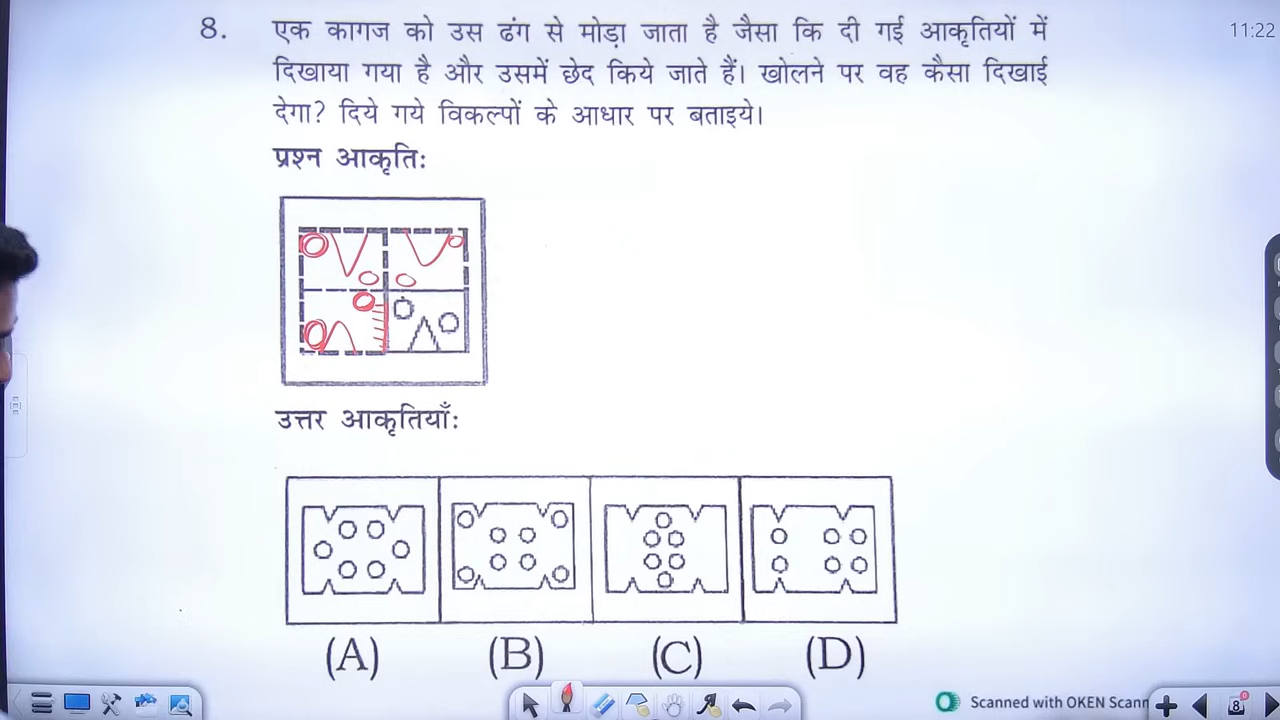 8. एक कागज को उस ढंग से मोड़ा जाता है जैसा कि दी गई आकृतियों में
11:22
दिखाया गया है और उसमें छेद किये जाते हैं। खोलने पर वह कैसा दिखाई
देगा? दिये गये विकल्पों के आधार पर बताइये।
प्रश्न आकृतिः
उत्तर आकृतियाँः
(A) (B) (C) (D)
Scanned with OKEN Scann
8